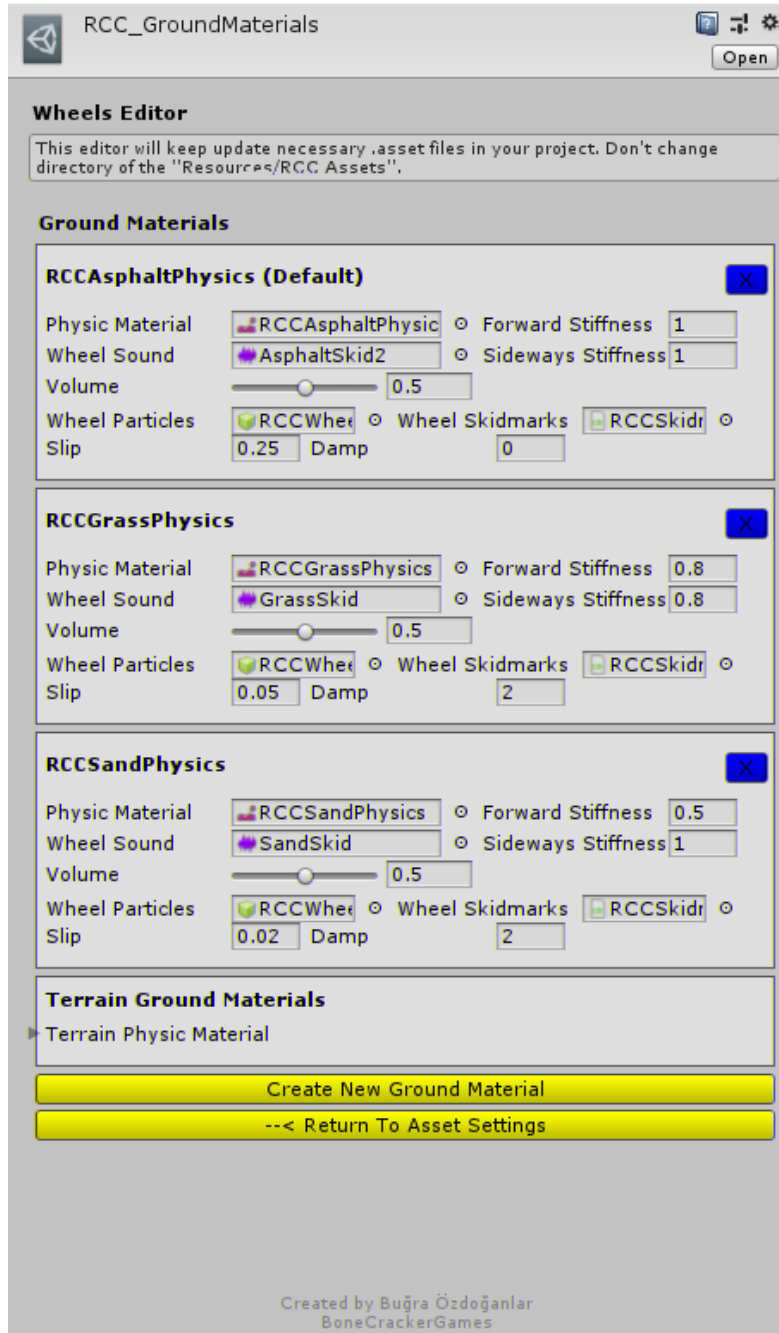 RCC_GroundMaterials
Open
Wheels Editor
This editor will keep update necessary .asset files in your project. Don't change
directory of the "Resources/RCC Assets".
Ground Materials
RCCAsphaltPhysics (Default)
X
Physic Material RCCAsphaltPhysic Forward Stiffness 1
Wheel Sound AsphaltSkid2 Sideways Stiffness 1
Volume 0.5
Wheel Particles RCCWhee Wheel Skidmarks RCCSkidr
Slip 0.25 Damp 0
RCCGrassPhysics
X
Physic Material RCCGrassPhysics Forward Stiffness 0.8
Wheel Sound GrassSkid Sideways Stiffness 0.8
Volume 0.5
Wheel Particles RCCWhee Wheel Skidmarks RCCSkidr
Slip 0.05 Damp 2
RCCSandPhysics
X
Physic Material RCCSandPhysics Forward Stiffness 0.5
Wheel Sound SandSkid Sideways Stiffness 1
Volume 0.5
Wheel Particles RCCWhee Wheel Skidmarks RCCSkidr
Slip 0.02 Damp 2
Terrain Ground Materials
Terrain Physic Material
Create New Ground Material
--< Return To Asset Settings
Created by Buğra Özdoğanlar
BoneCrackerGames